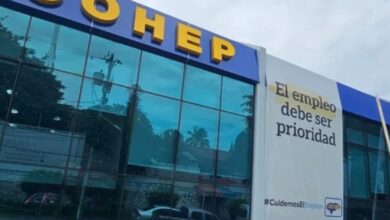 COHEP
El empleo
debe ser
prioridad
#CuidemosElEmpleo